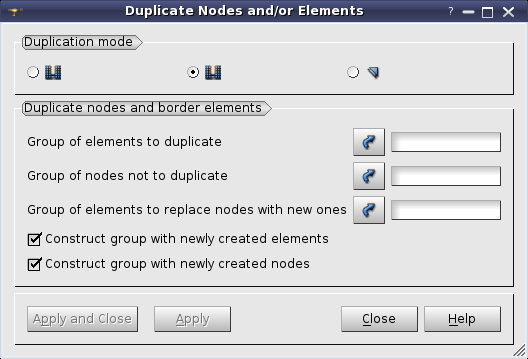 Duplicate Nodes and/or Elements ?
Duplication mode
Duplicate nodes and border elements
Group of elements to duplicate
Group of nodes not to duplicate
Group of elements to replace nodes with new ones
Construct group with newly created elements
Construct group with newly created nodes
Apply and Close Apply Close Help